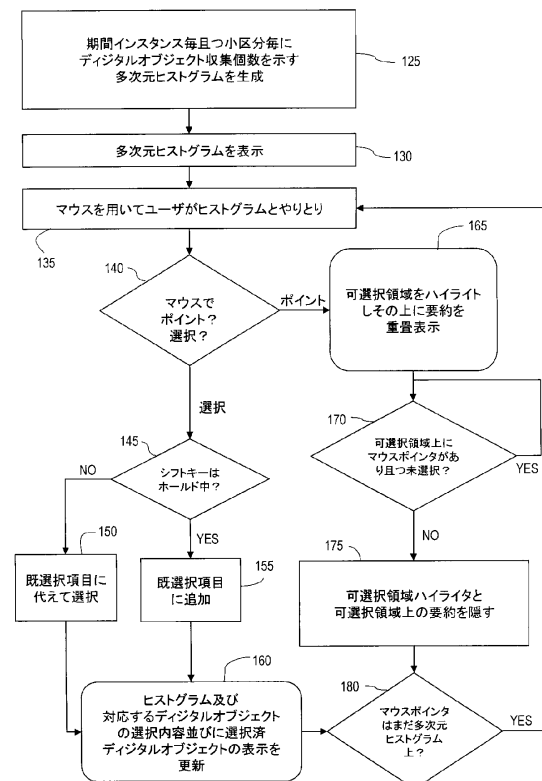 期間インスタンス毎且つ小区分毎に
ディジタルオブジェクト収集個数を示す
多次元ヒストグラムを生成
125
多次元ヒストグラムを表示
130
マウスを用いてユーザがヒストグラムとやりとり
135
140
マウスで
ポイント?
選択?
ポイント
165
可選択領域をハイライト
しその上に要約を
重畳表示
選択
170
可選択領域上に
マウスポインタがあ
り且つ未選択?
YES
145
シフトキーは
ホールド中?
NO
YES
NO
150
既選択項目に
代えて選択
155
既選択項目
に追加
175
可選択領域ハイライタと
可選択領域上の要約を隠す
160
ヒストグラム及び
対応するディジタルオブジェクト
の選択内容並びに選択済
ディジタルオブジェクトの表示を
更新
180
マウスポインタ
はまだ多次元
ヒストグラム
上?
YES